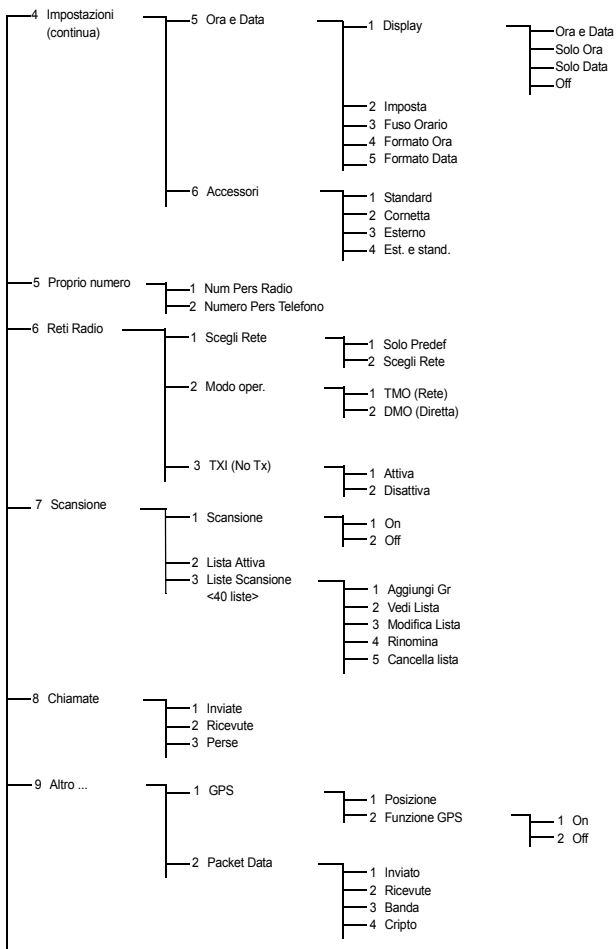 4 Impostazioni
(continua)
5 Ora e Data
1 Display
Ora e Data
Solo Ora
Solo Data
Off
2 Imposta
3 Fuso Orario
4 Formato Ora
5 Formato Data
6 Accessori
1 Standard
2 Cornetta
3 Esterno
4 Est. e stand.
5 Proprio numero
1 Num Pers Radio
2 Numero Pers Telefono
6 Reti Radio
1 Scegli Rete
1 Solo Predef
2 Scegli Rete
2 Modo oper.
1 TMO (Rete)
2 DMO (Diretta)
3 TXI (No Tx)
1 Attiva
2 Disattiva
7 Scansione
1 Scansione
1 On
2 Off
2 Lista Attiva
3 Liste Scansione
<40 liste>
1 Aggiungi Gr
2 Vedi Lista
3 Modifica Lista
4 Rinomina
5 Cancella lista
8 Chiamate
1 Inviate
2 Ricevute
3 Perse
9 Altro ...
1 GPS
1 Posizione
2 Funzione GPS
1 On
2 Off
2 Packet Data
1 Inviato
2 Ricevute
3 Banda
4 Cripto